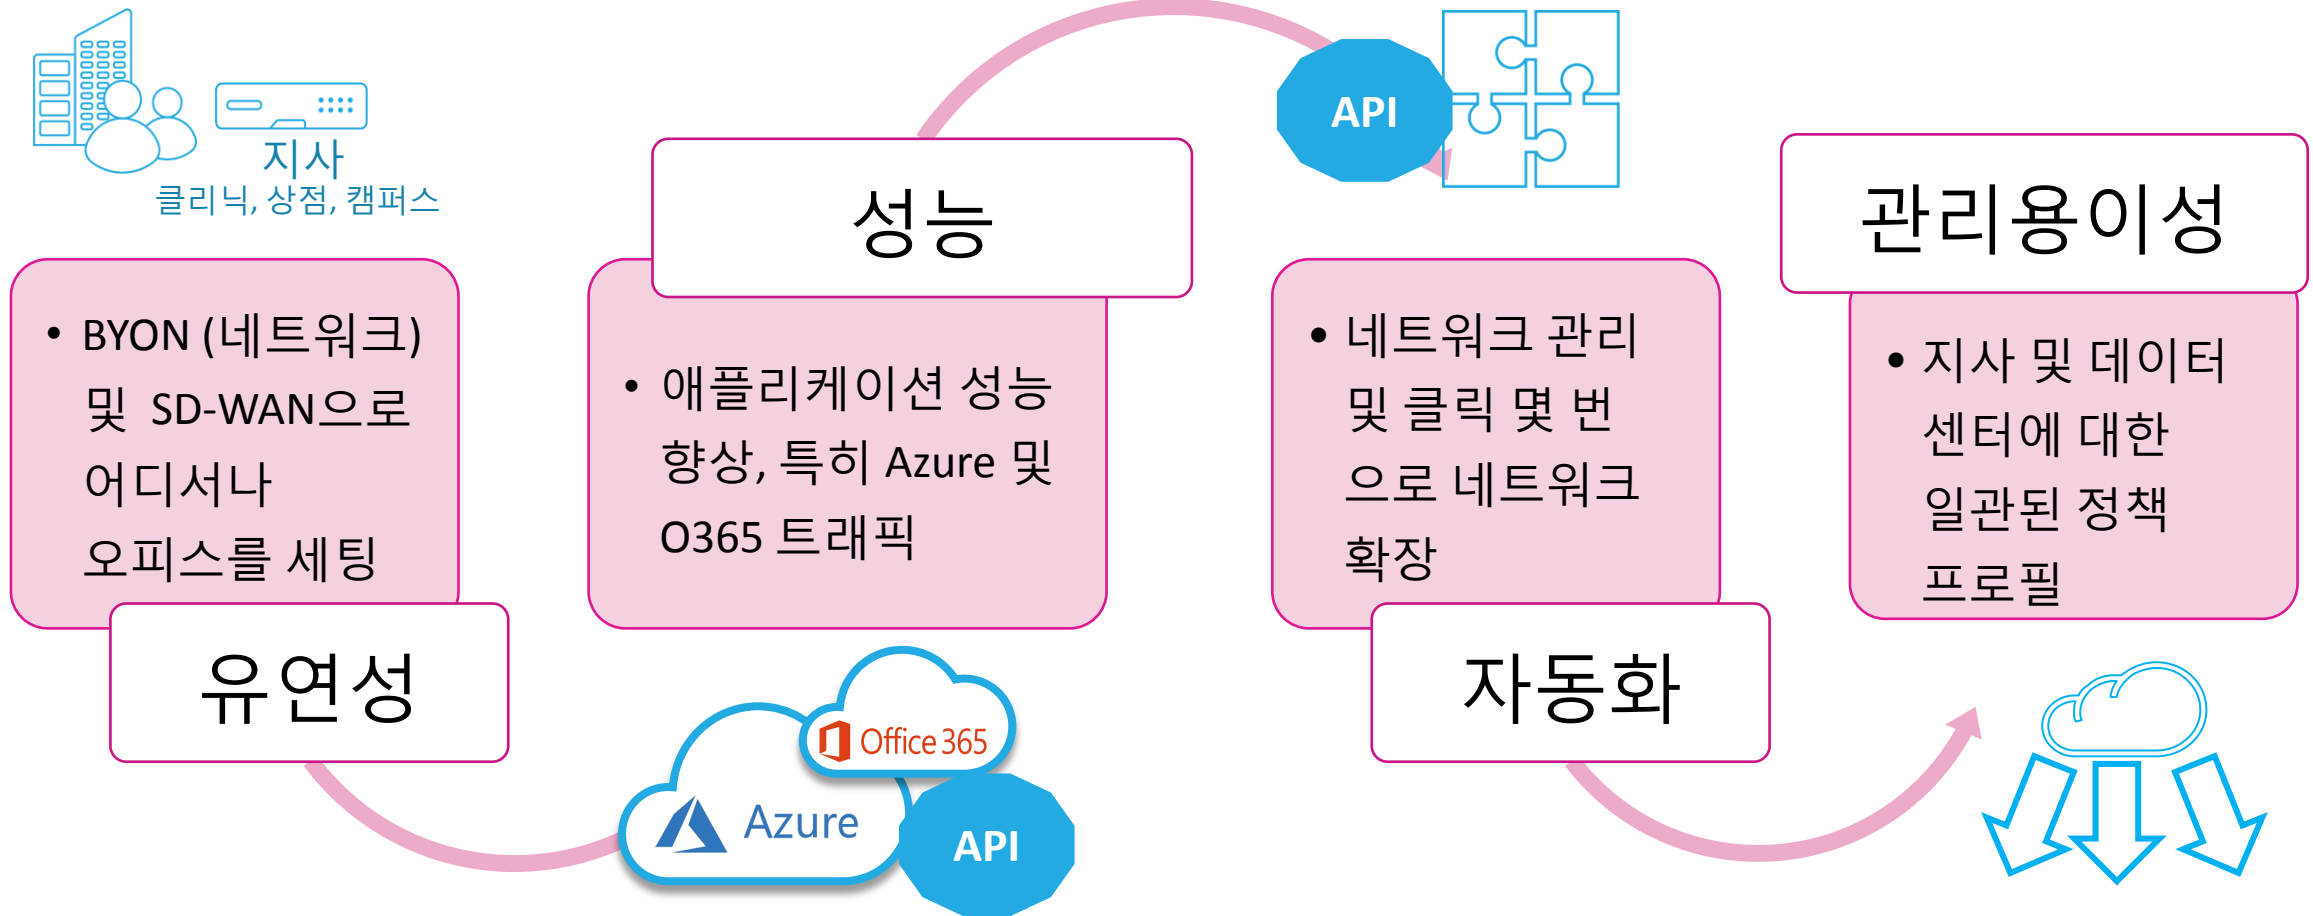 지사
클리닉, 상점, 캠퍼스
• BYON (네트워크)
및 SD-WAN으로
어디서나
오피스를 세팅
유연성
성능
• 애플리케이션 성능
향상, 특히 Azure 및
O365 트래픽
Office 365
Azure
API
API
• 네트워크 관리
및 클릭 몇 번
으로 네트워크
확장
자동화
관리용이성
• 지사 및 데이터
센터에 대한
일관된 정책
프로필